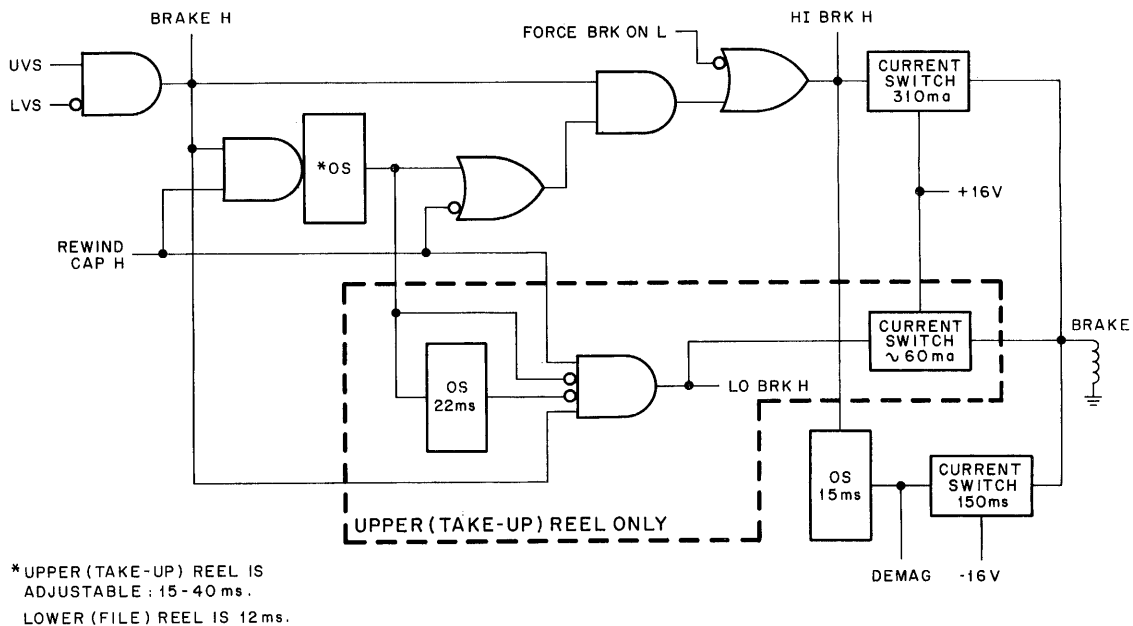 BRAKE H
HI BRK H
FORCE BRK ON L
UVS
LVS
CURRENT
SWITCH
310ma
*OS
+16V
REWIND
CAP H
CURRENT
SWITCH
~60ma
BRAKE
OS
22ms
LO BRK H
OS
15ms
CURRENT
SWITCH
150ms
UPPER (TAKE-UP) REEL ONLY
DEMAG
-16V
*UPPER (TAKE-UP) REEL IS
ADJUSTABLE : 15-40 ms.
LOWER (FILE) REEL IS 12ms.